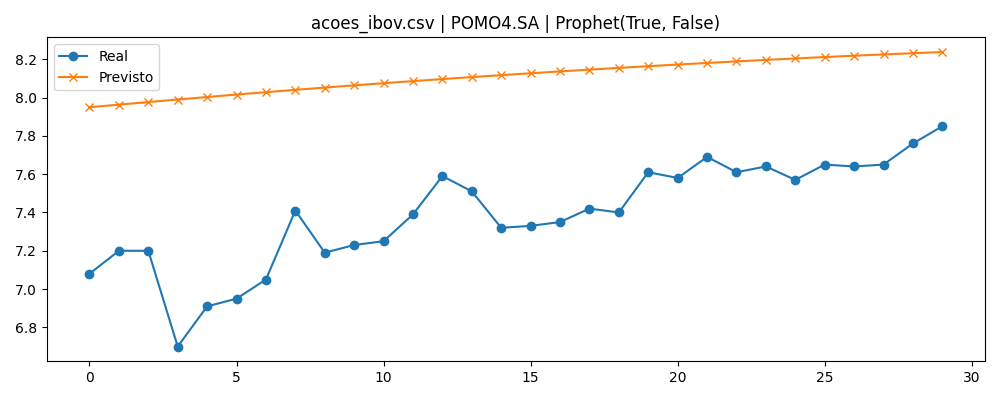 acoes_ibov.csv | POMO4.SA | Prophet(True, False)
Real
Previsto
8.2
8.0
7.8
7.6
7.4
7.2
7.0
6.8
0 5 10 15 20 25 30